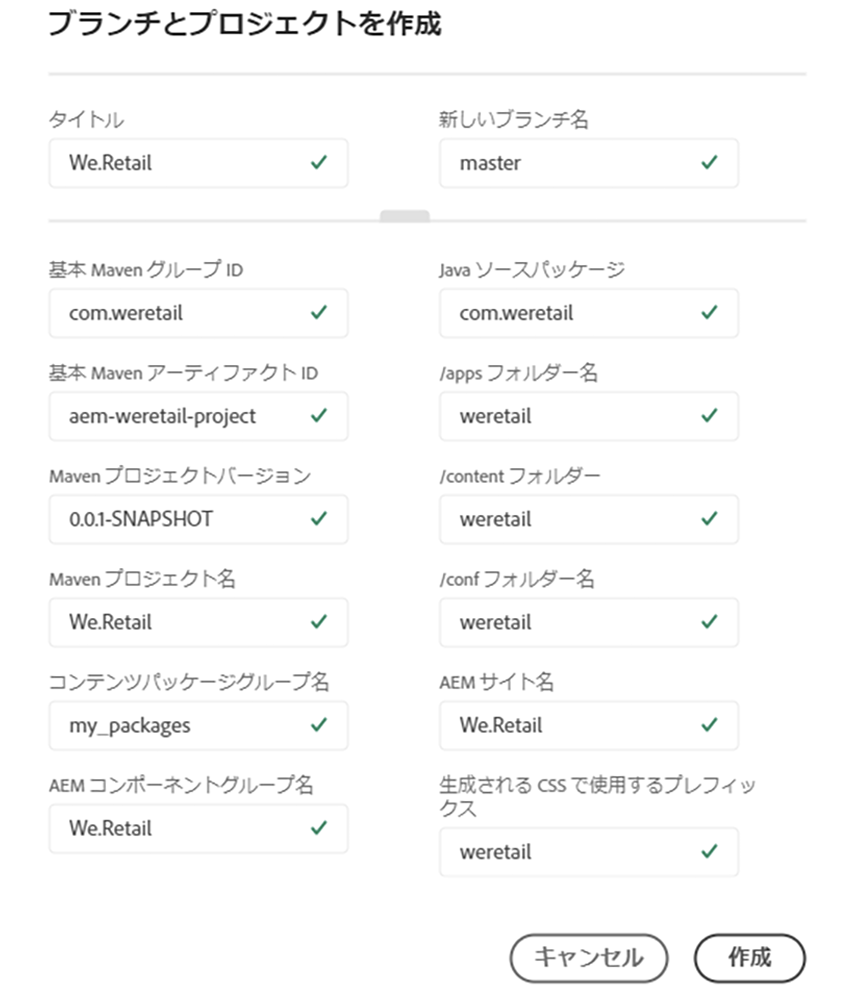 ブランチとプロジェクトを作成
タイトル
We.Retail
新しいブランチ名
master
基本 Maven グループ ID
com.weretail
Java ソースパッケージ
com.weretail
基本 Maven アーティファクト ID
aem-weretail-project
/apps フォルダー名
weretail
Maven プロジェクトバージョン
0.0.1-SNAPSHOT
/content フォルダー
weretail
Maven プロジェクト名
We.Retail
/conf フォルダー名
weretail
コンテンツパッケージグループ名
my_packages
AEM サイト名
We.Retail
AEM コンポーネントグループ名
We.Retail
生成される CSS で使用するプレフィッ
クス
weretail
キャンセル
作成